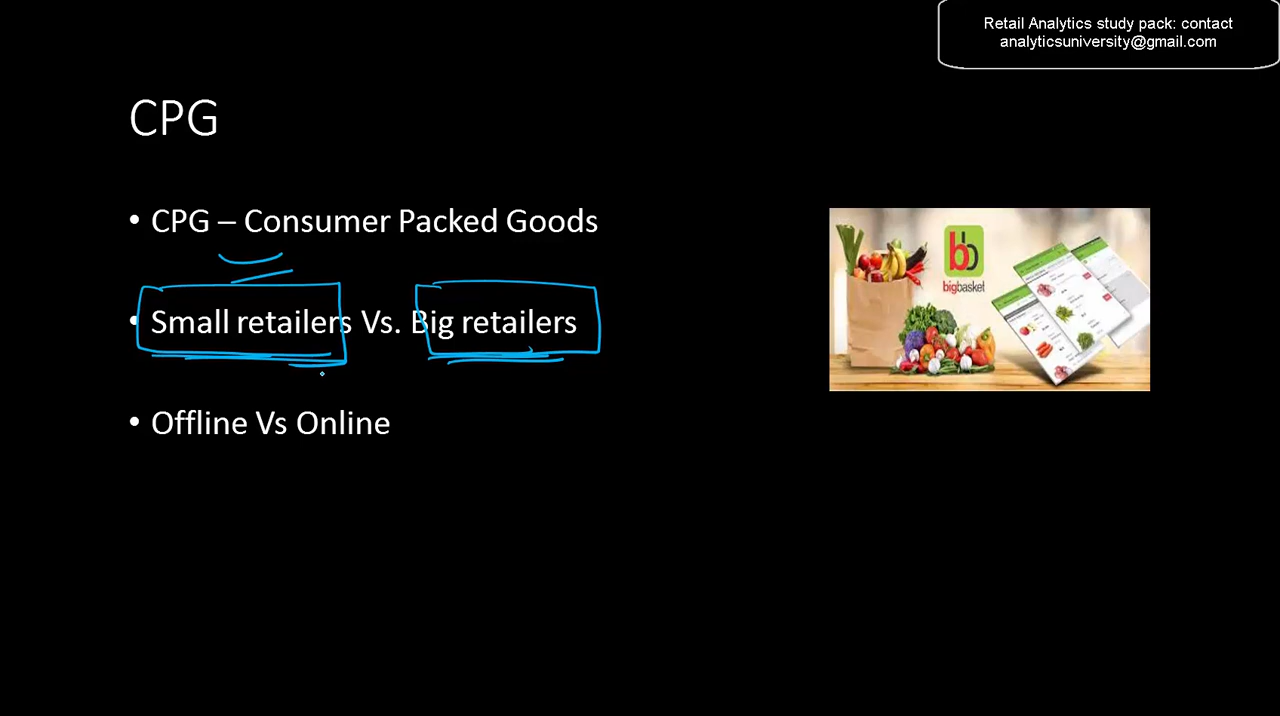 Retail Analytics study pack: contact
analyticsuniversity@gmail.com
CPG
• CPG – Consumer Packed Goods
• Small retailers Vs. Big retailers
• Offline Vs Online
bb
bigbasket